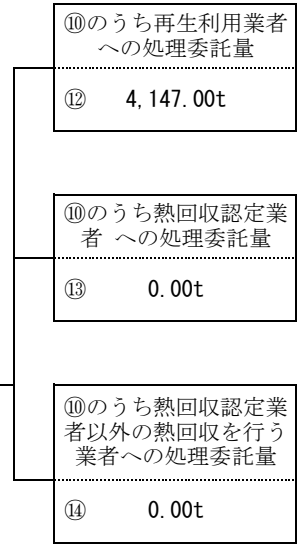 ⑩のうち再生利用業者
への処理委託量
⑫ 4,147.00t
⑩のうち熱回収認定業
者 への処理委託量
⑬ 0.00t
⑩のうち熱回収認定業
者以外の熱回収を行う
業者への処理委託量
⑭ 0.00t